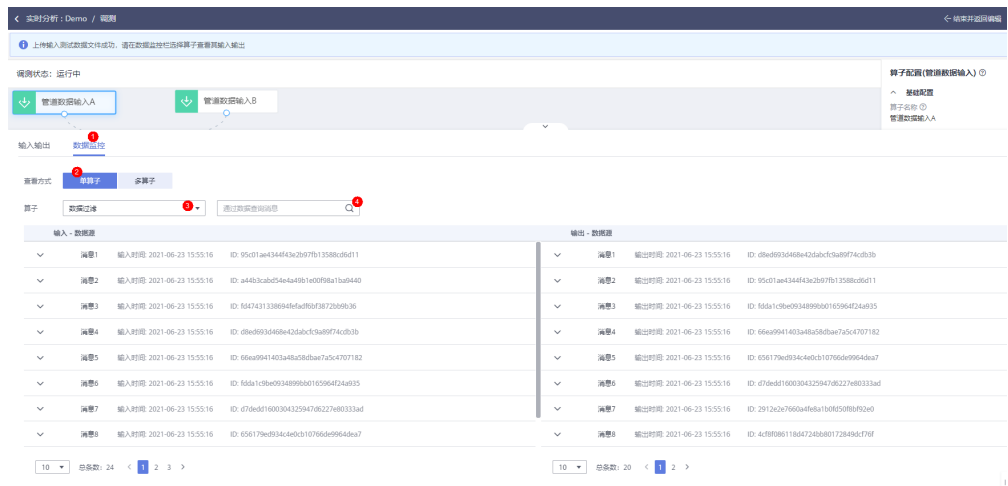 实时分析：Demo / 调测
结束并返回编辑
上传输入测试数据文件成功，请在数据监控栏选择算子查看其输入输出
调测状态：运行中
算子配置(管道数据输入)
基础配置
算子名称
管道数据输入A
管道数据输入A
管道数据输入B
输入输出
数据监控
1
查看方式
单算子
2
多算子
算子
数据过滤
3
通过数据查询消息
4
输入 - 数据源
输出 - 数据源
消息1 输入时间: 2021-06-23 15:55:16 ID: 95c01ae4344f43e2b97fb13588cd6d11
消息1 输出时间: 2021-06-23 15:55:16 ID: d8ed693d468e42dabcfc9a89f74cdb3b
消息2 输入时间: 2021-06-23 15:55:16 ID: a44b3cabd54e4a49b1e00f98a1ba9440
消息2 输出时间: 2021-06-23 15:55:16 ID: 95c01ae4344f43e2b97fb13588cd6d11
消息3 输入时间: 2021-06-23 15:55:16 ID: fd47431338694fefadf6bf3872bb9b36
消息3 输出时间: 2021-06-23 15:55:16 ID: fdda1c9be0934899bb0165964f24a935
消息4 输入时间: 2021-06-23 15:55:16 ID: d8ed693d468e42dabcfc9a89f74cdb3b
消息4 输出时间: 2021-06-23 15:55:16 ID: 66ea9941403a48a58dbae7a5c4707182
消息5 输入时间: 2021-06-23 15:55:16 ID: 66ea9941403a48a58dbae7a5c4707182
消息5 输出时间: 2021-06-23 15:55:16 ID: 656179ed934c4e0cb10766de9964dea7
消息6 输入时间: 2021-06-23 15:55:16 ID: fdda1c9be0934899bb0165964f24a935
消息6 输出时间: 2021-06-23 15:55:16 ID: d7dedd1600304325947d6227e80333ad
消息7 输入时间: 2021-06-23 15:55:16 ID: d7dedd1600304325947d6227e80333ad
消息7 输出时间: 2021-06-23 15:55:16 ID: 2912e2e7660a4fe8a1b0fd50f8bf92e0
消息8 输入时间: 2021-06-23 15:55:16 ID: 656179ed934c4e0cb10766de9964dea7
消息8 输出时间: 2021-06-23 15:55:16 ID: 4cf8f086118d4724bb80172849dcf76f
10 总条数: 24 < 1 2 3 >
10 总条数: 20 < 1 2 >